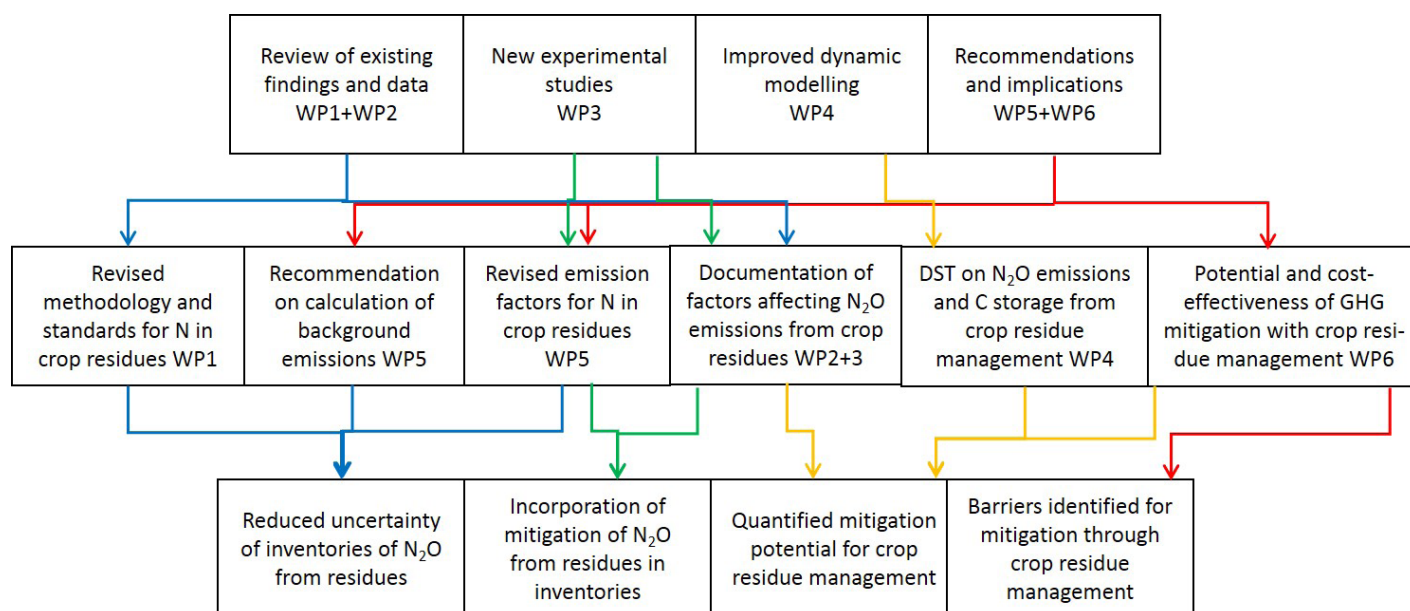 Review of existing
findings and data
WP1+WP2
New experimental
studies
WP3
Improved dynamic
modelling
WP4
Recommendations
and implications
WP5+WP6
Revised
methodology and
standards for N in
crop residues WP1
Recommendation
on calculation of
background
emissions WP5
Revised emission
factors for N in
crop residues
WP5
Documentation of
factors affecting N₂O
emissions from crop
residues WP2+3
DST on N₂O emissions
and C storage from
crop residue
management WP4
Potential and cost-
effectiveness of GHG
mitigation with crop resi-
due management WP6
Reduced uncertainty
of inventories of N₂O
from residues
Incorporation of
mitigation of N₂O
from residues in
inventories
Quantified mitigation
potential for crop
residue management
Barriers identified for
mitigation through
crop residue
management